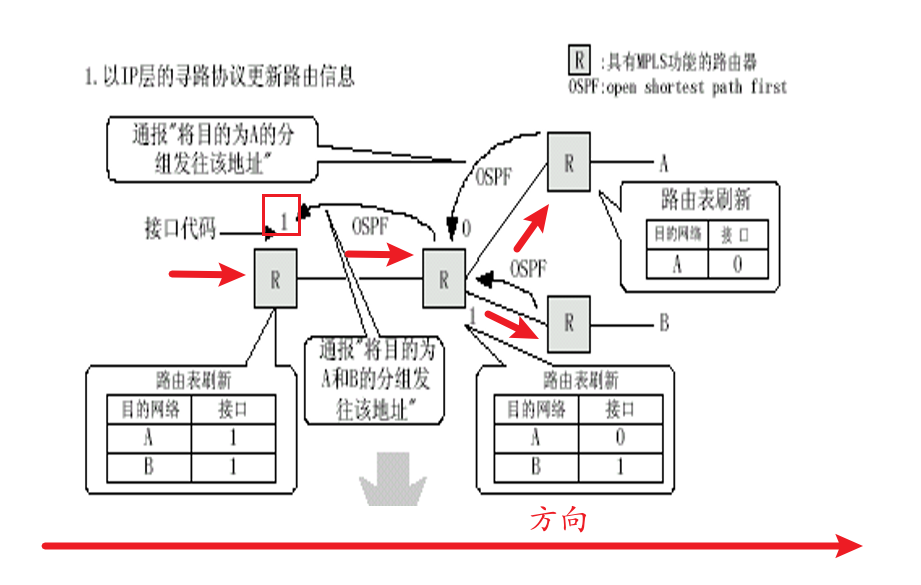 1.以IP层的寻路协议更新路由信息
R :具有MPLS功能的路由器
OSPF:open shortest path first
通报"将目的为A的分
组发往该地址"
R
A
OSPF
路由表刷新
目的网络 接口
A 0
接口代码
1
OSPF
0
R
R
OSPF
1
R
B
通报"将目的为
A和B的分组发
往该地址"
路由表刷新
目的网络 接口
A 1
B 1
路由表刷新
目的网络 接口
A 0
B 1
方向